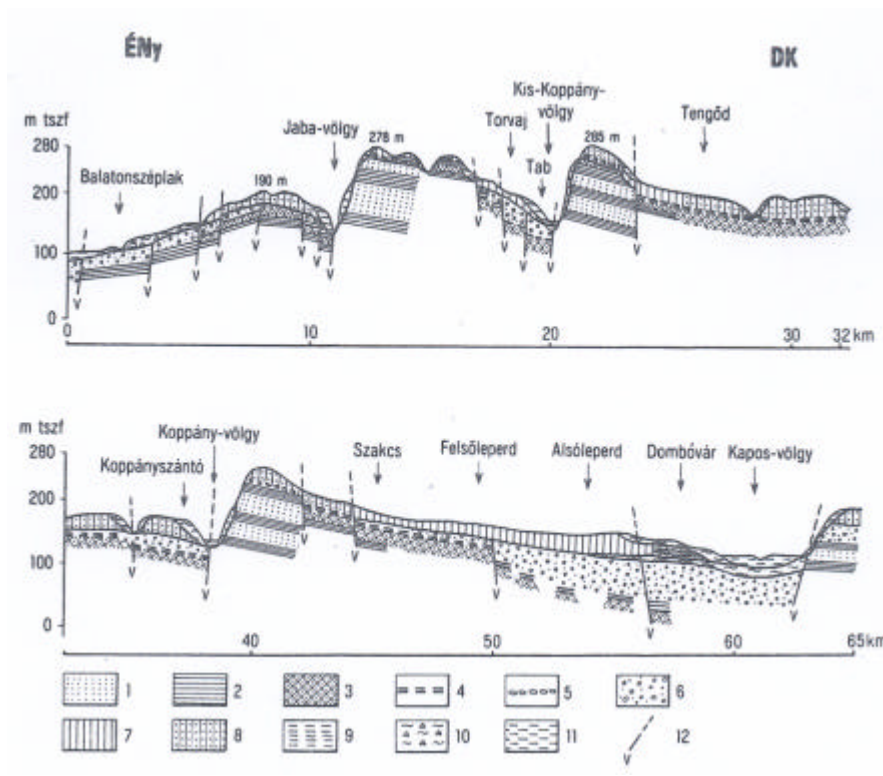 ÉNy
DK
Kis-Koppány-
völgy
m tszf
Jaba-völgy
278 m
Torvaj
285 m
Tengőd
280
Tab
Balatonszéplak
200
190 m
100
0
0
10
20
30
32 km
m tszf
Koppány-völgy
280
Koppányszántó
Szakcs
Felsőleperd
Alsóleperd
Dombóvár
Kapos-völgy
200
100
0
40
50
60
65 km
1
2
3
4
5
6
7
8
9
10
11
12